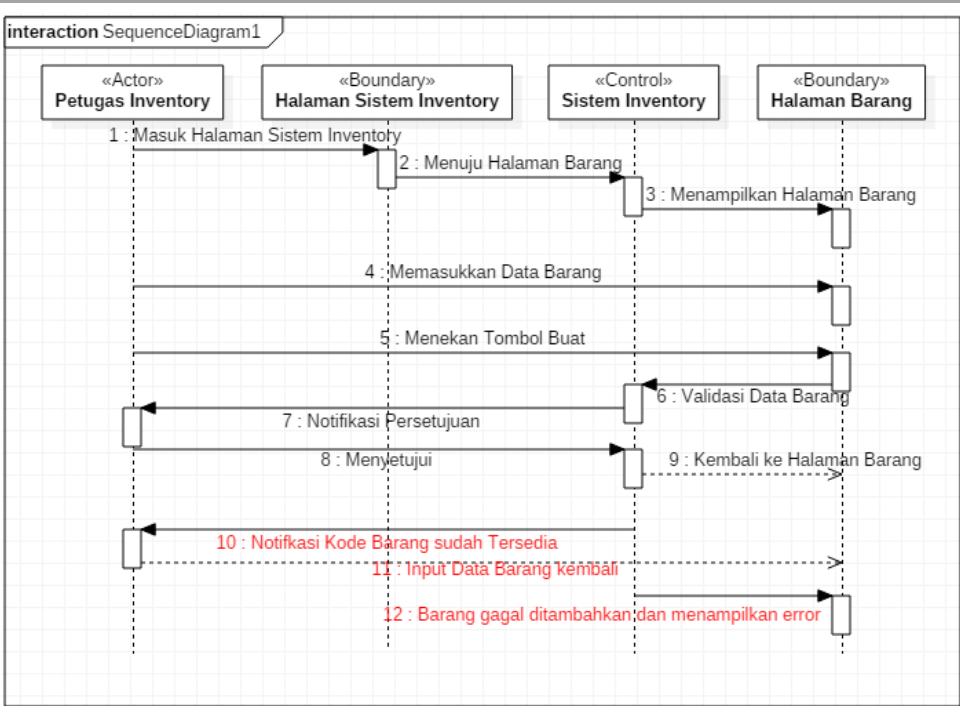 interaction SequenceDiagram1
«Actor»
Petugas Inventory
«Boundary»
Halaman Sistem Inventory
«Control»
Sistem Inventory
«Boundary»
Halaman Barang
1 : Masuk Halaman Sistem Inventory
2 : Menuju Halaman Barang
3 : Menampilkan Halaman Barang
4 : Memasukkan Data Barang
5 : Menekan Tombol Buat
6 : Validasi Data Barang
7 : Notifikasi Persetujuan
8 : Menyetujui
9 : Kembali ke Halaman Barang
10 : Notifkasi Kode Barang sudah Tersedia
11 : Input Data Barang kembali
12 : Barang gagal ditambahkan dan menampilkan error